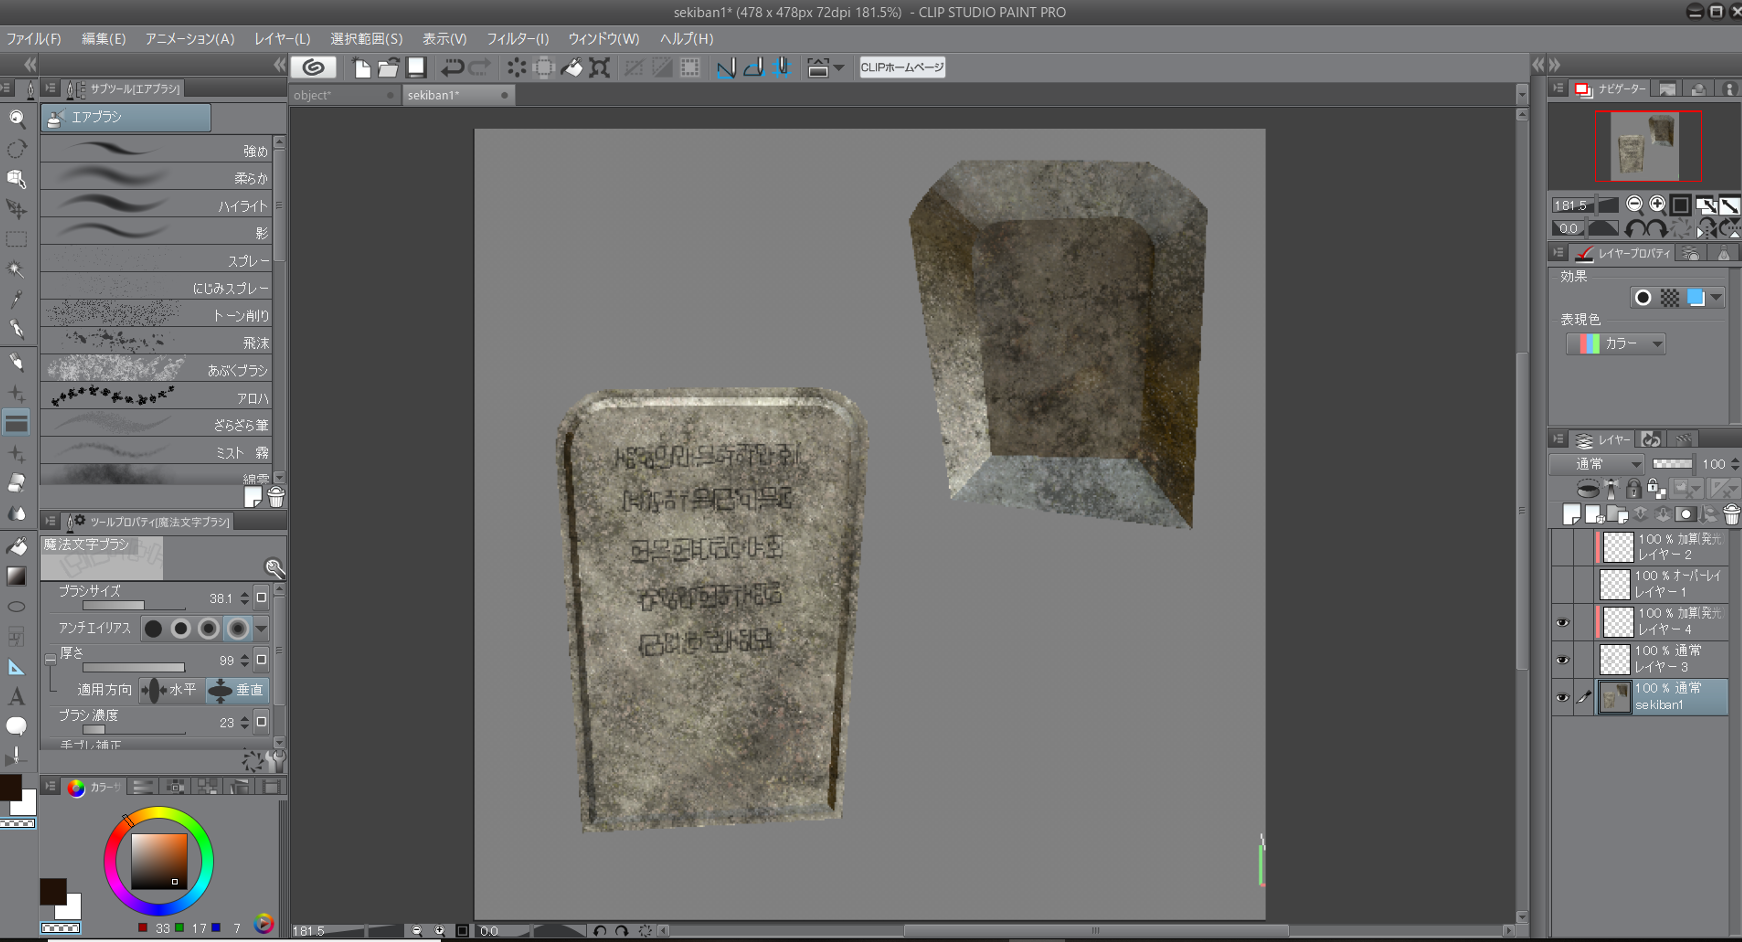 sekiban1* (478 x 478px 72dpi 181.5%) - CLIP STUDIO PAINT PRO
ファイル(F) 編集(E) アニメーション(A) レイヤー(L) 選択範囲(S) 表示(V) フィルター(I) ウィンドウ(W) ヘルプ(H)
CLIPホームページ
object* sekiban1*
サブツール[エアブラシ]
エアブラシ
強め
柔らか
ハイライト
影
スプレー
にじみスプレー
トーン削り
飛沫
あぶくブラシ
アロハ
ざらざら筆
ミスト 霧
綿雲
ツールプロパティ[魔法文字ブラシ]
魔法文字ブラシ
ブラシサイズ 38.1
アンチエイリアス
厚さ 99
適用方向 水平 垂直
ブラシ濃度 23
手ブレ補正
カラーサ
33 17 7
181.5 0.0
ナビゲーター
181.5
0.0
レイヤープロパティ
効果
表現色
カラー
レイヤー
通常 100
100 % 加算(発光
レイヤー 2
100 % オーバーレイ
レイヤー 1
100 % 加算(発光
レイヤー 4
100 % 通常
レイヤー 3
100 % 通常
sekiban1